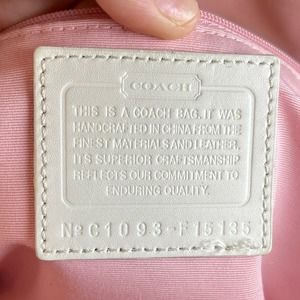 COACH
THIS IS A COACH BAG. IT WAS
HANDCRAFTED IN CHINA FROM THE
FINEST MATERIALS AND LEATHER.
ITS SUPERIOR CRAFTSMANSHIP
REFLECTS OUR COMMITMENT TO
ENDURING QUALITY.
No C1093-F15135